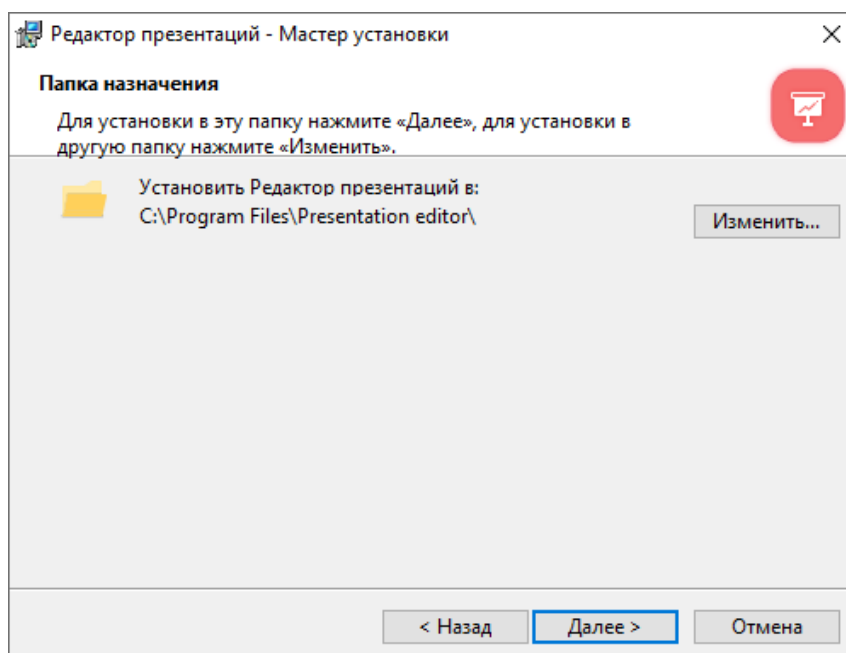 Редактор презентаций - Мастер установки
Папка назначения
Для установки в эту папку нажмите «Далее», для установки в
другую папку нажмите «Изменить».
Установить Редактор презентаций в:
C:\Program Files\Presentation editor\
Изменить...
< Назад
Далее >
Отмена